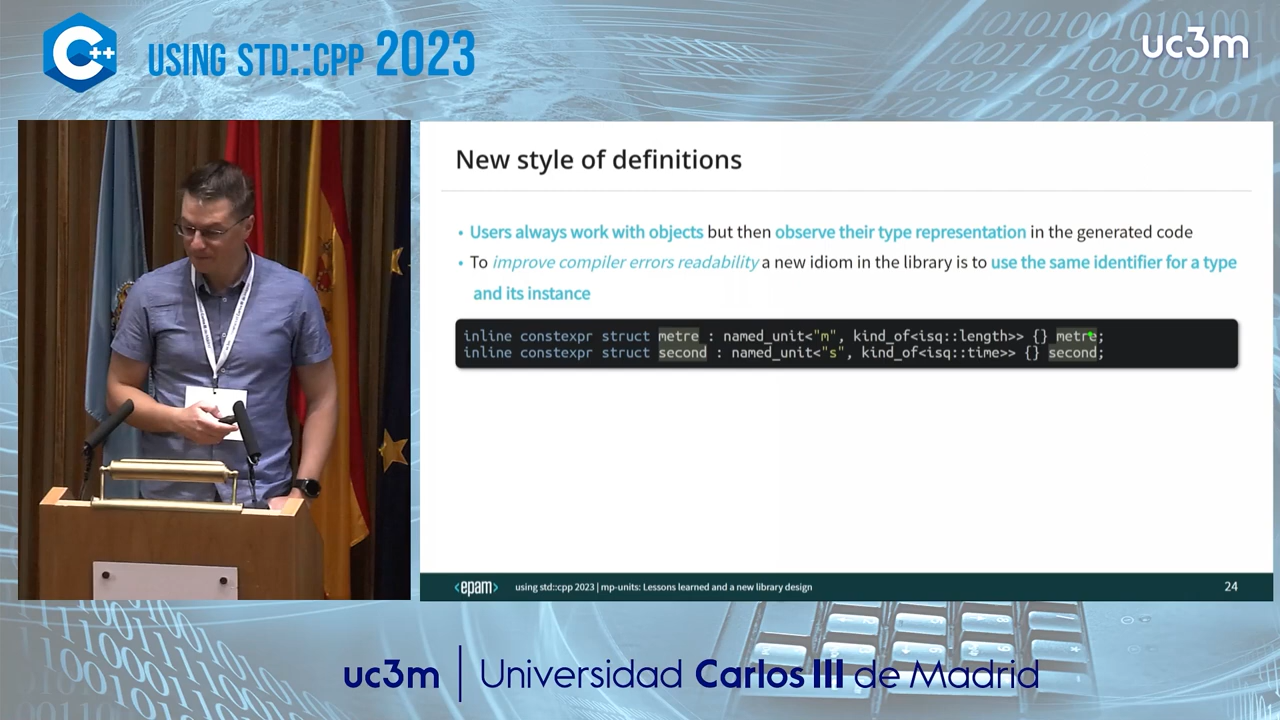 C++
USING STD::CPP 2023
uc3m
New style of definitions
• Users always work with objects but then observe their type representation in the generated code
• To improve compiler errors readability a new idiom in the library is to use the same identifier for a type
and its instance
inline constexpr struct metre : named_unit<"m", kind_of<isq::length>> {} metre;
inline constexpr struct second : named_unit<"s", kind_of<isq::time>> {} second;
<epam>
using std::cpp 2023 | mp-units: Lessons learned and a new library design
24
uc3m | Universidad Carlos III de Madrid